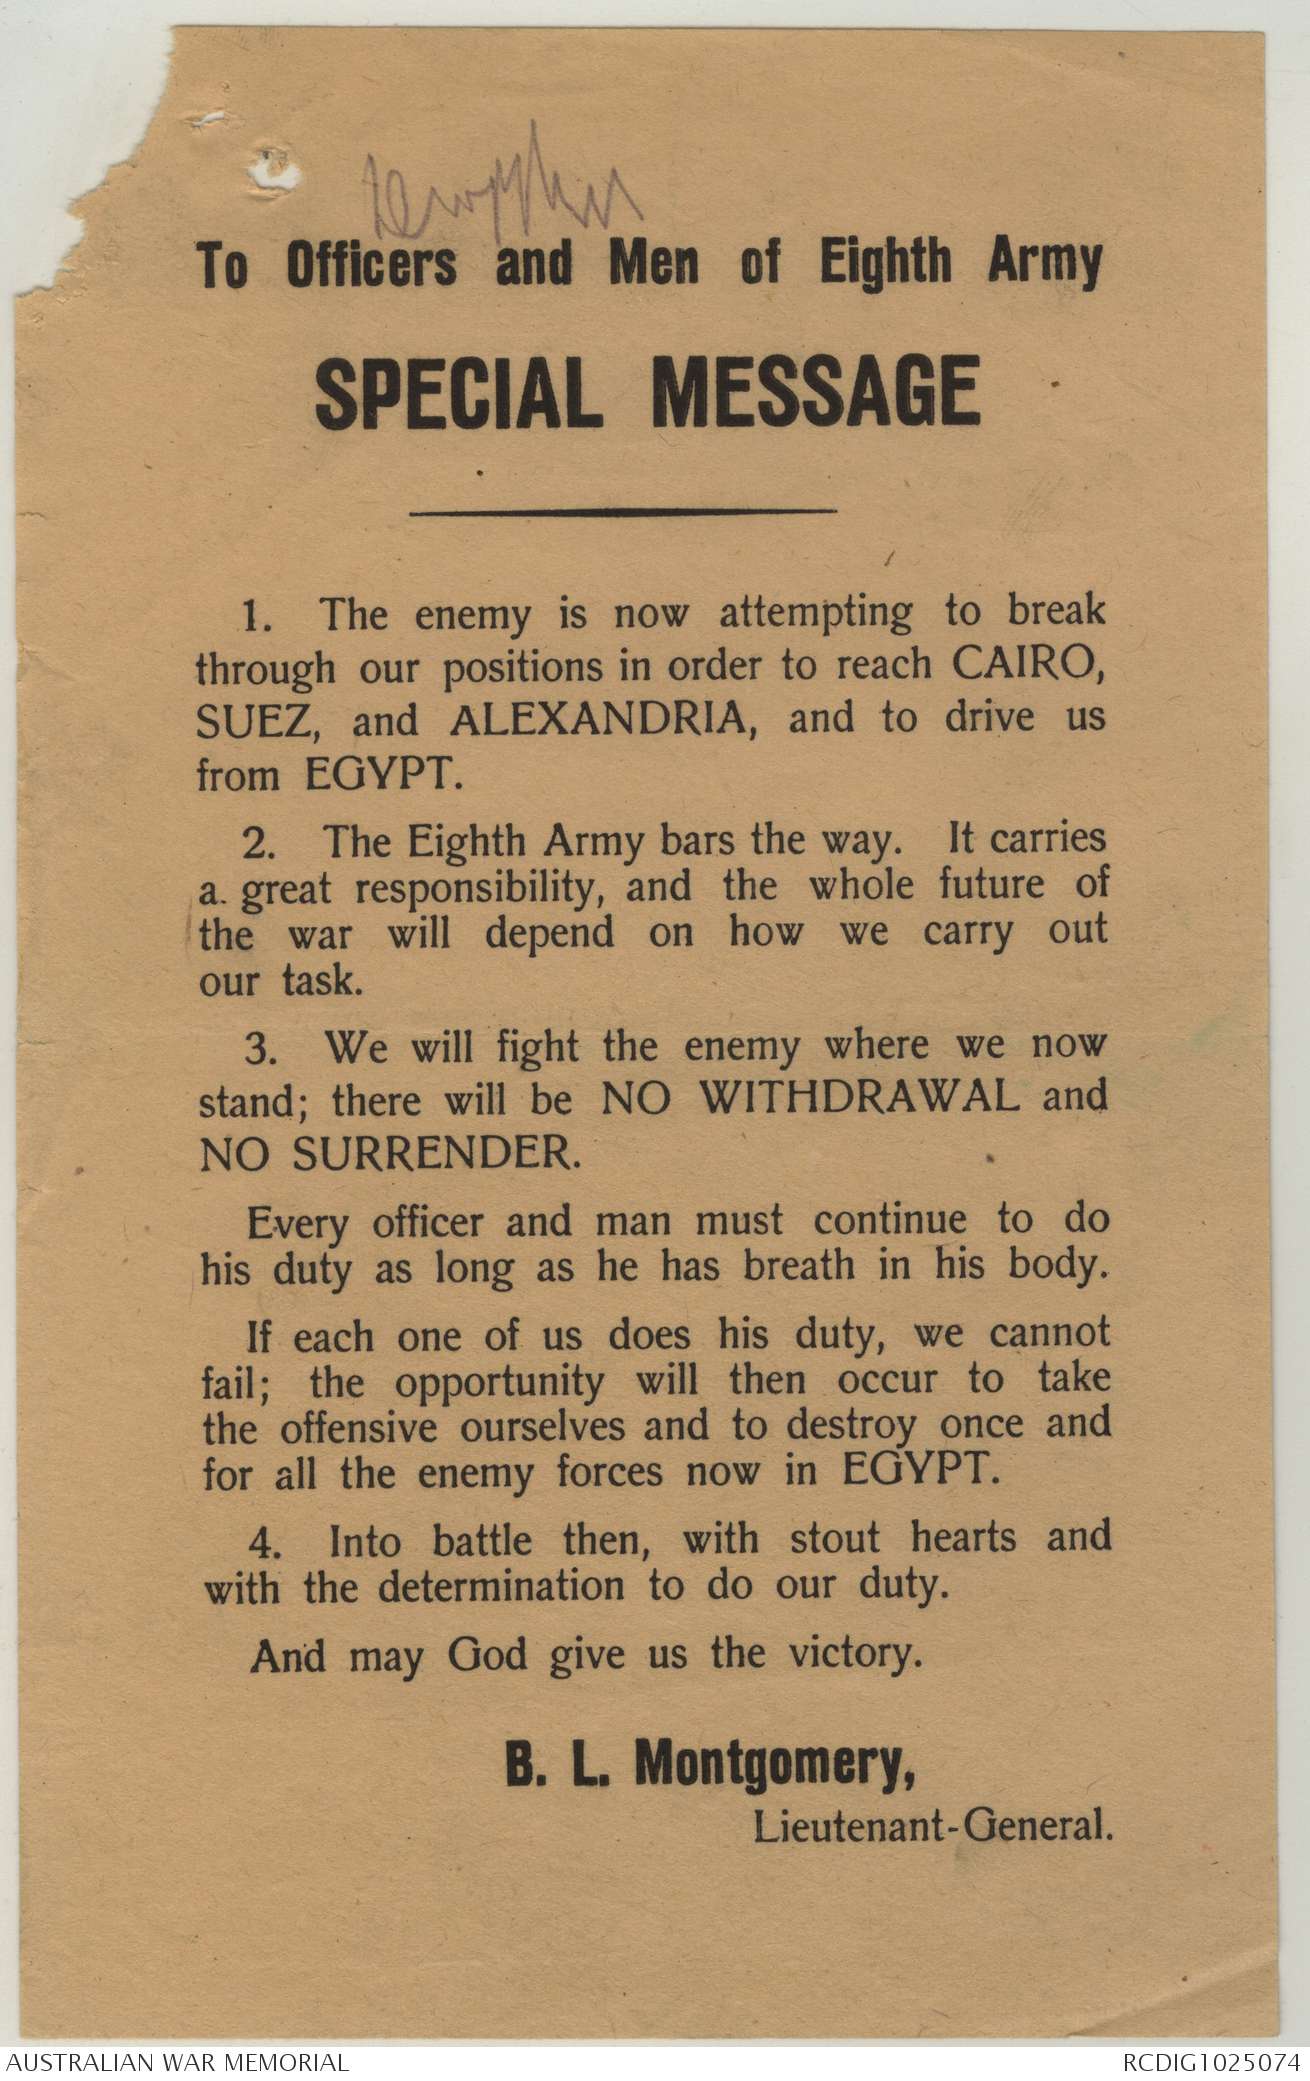 To Officers and Men of Eighth Army
SPECIAL MESSAGE
1. The enemy is now attempting to break
through our positions in order to reach CAIRO,
SUEZ, and ALEXANDRIA, and to drive us
from EGYPT.
2. The Eighth Army bars the way. It carries
a great responsibility, and the whole future of
the war will depend on how we carry out
our task.
3. We will fight the enemy where we now
stand; there will be NO WITHDRAWAL and
NO SURRENDER.
Every officer and man must continue to do
his duty as long as he has breath in his body.
If each one of us does his duty, we cannot
fail; the opportunity will then occur to take
the offensive ourselves and to destroy once and
for all the enemy forces now in EGYPT.
4. Into battle then, with stout hearts and
with the determination to do our duty.
And may God give us the victory.
B. L. Montgomery,
Lieutenant-General.
AUSTRALIAN WAR MEMORIAL
RCDIG1025074